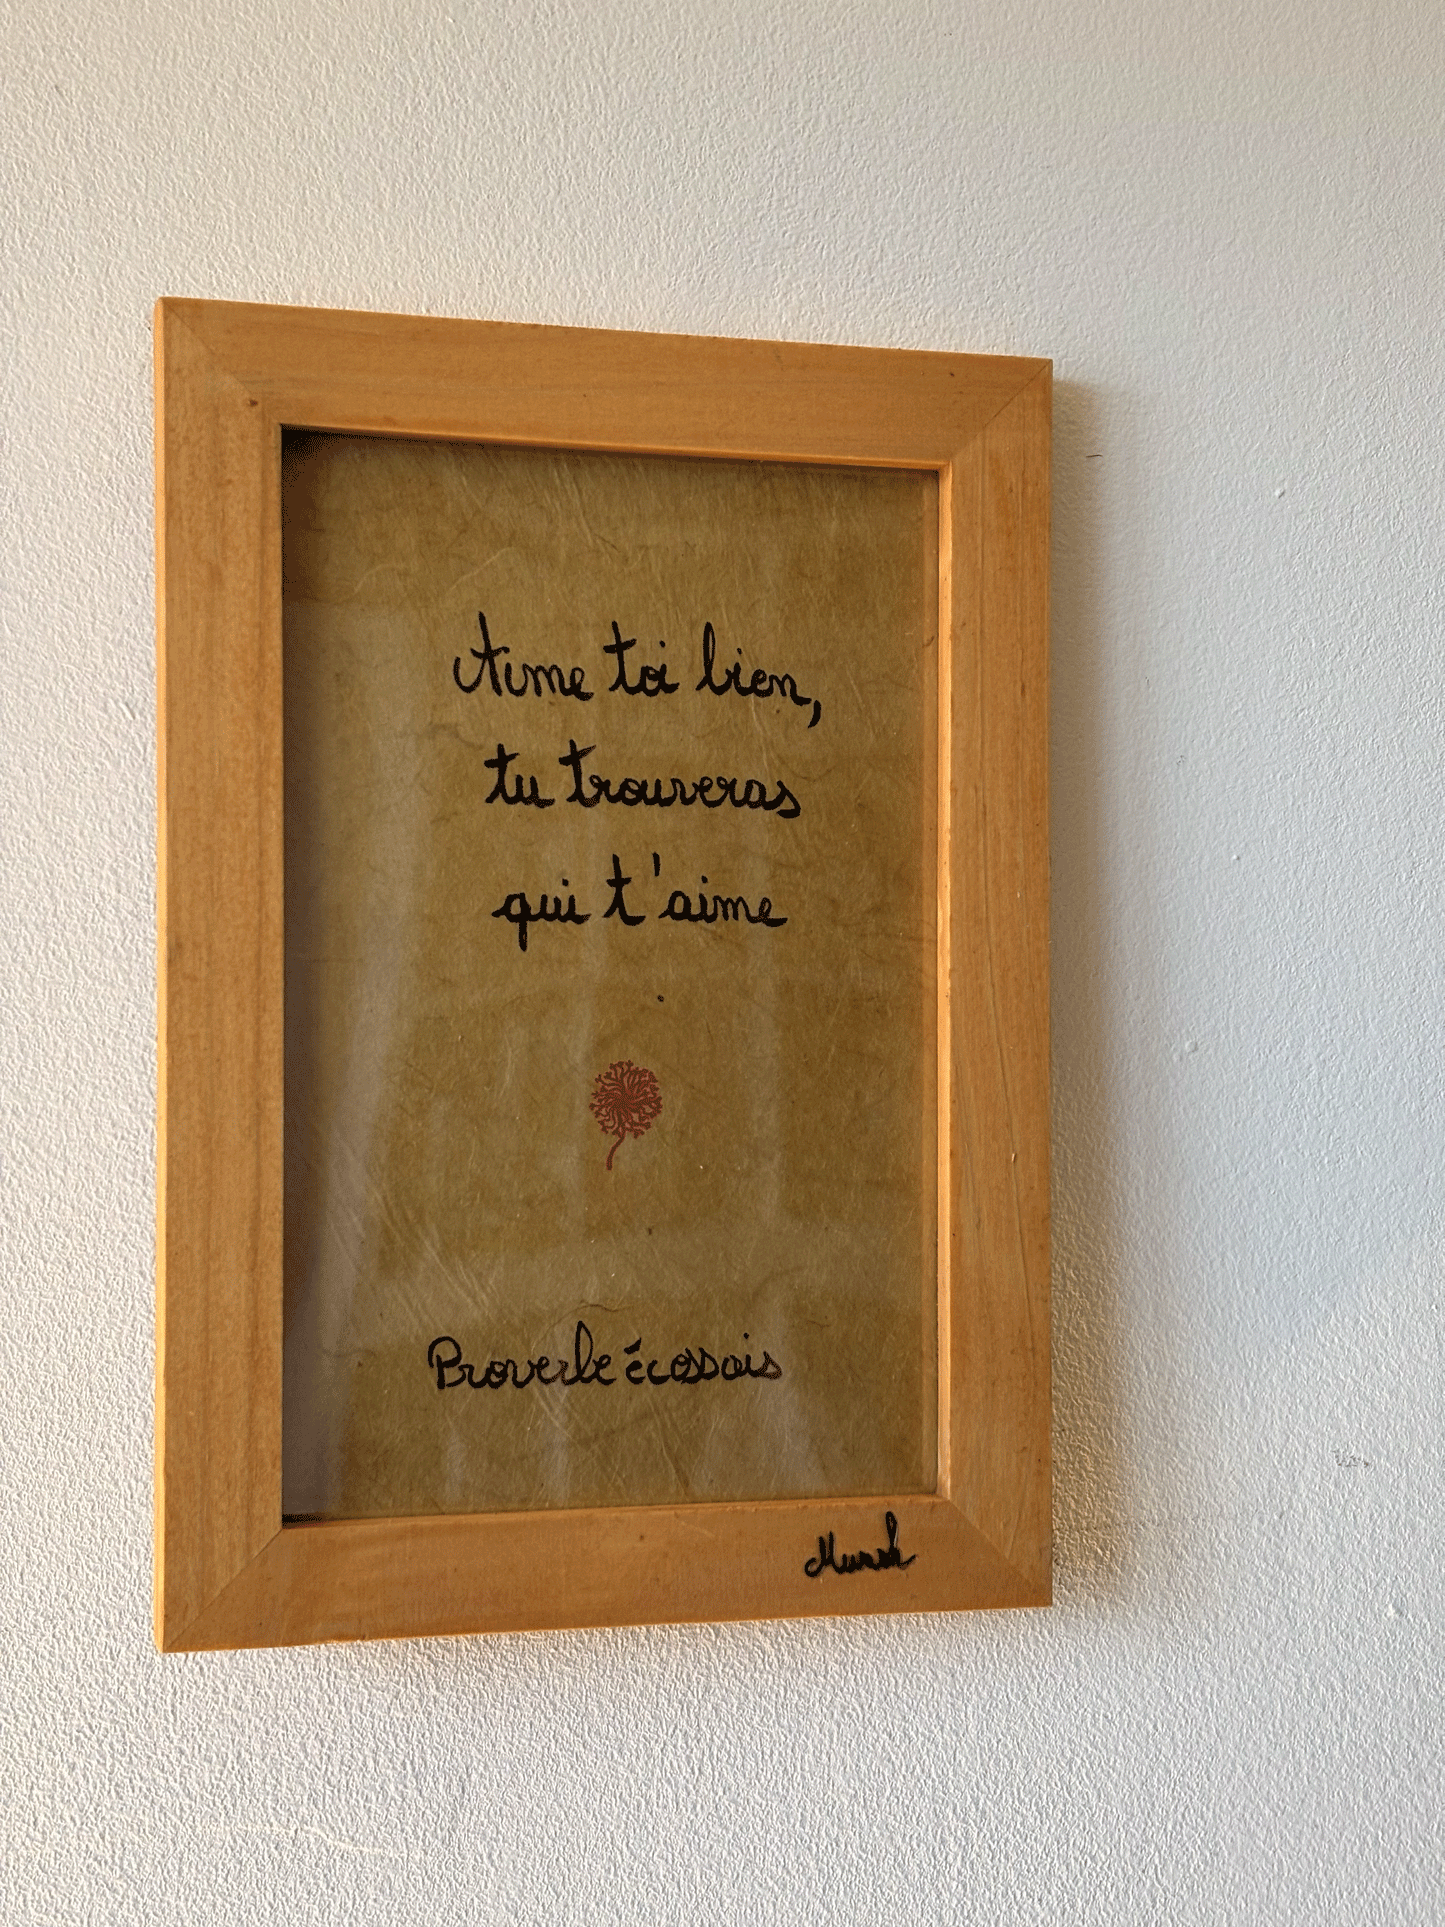 Aime toi bien,
tu trouveras
qui t'aime
Proverbe écossais